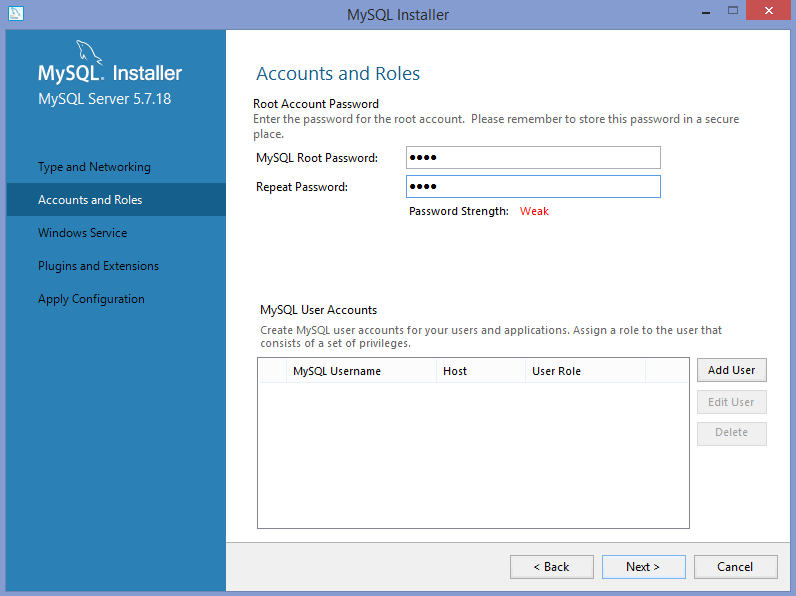 MySQL Installer
MySQL. Installer
MySQL Server 5.7.18
Type and Networking
Accounts and Roles
Windows Service
Plugins and Extensions
Apply Configuration
Accounts and Roles
Root Account Password
Enter the password for the root account. Please remember to store this password in a secure
place.
MySQL Root Password: ●●●●
Repeat Password: ●●●●
Password Strength: Weak
MySQL User Accounts
Create MySQL user accounts for your users and applications. Assign a role to the user that
consists of a set of privileges.
MySQL Username Host User Role
Add User
Edit User
Delete
< Back Next > Cancel